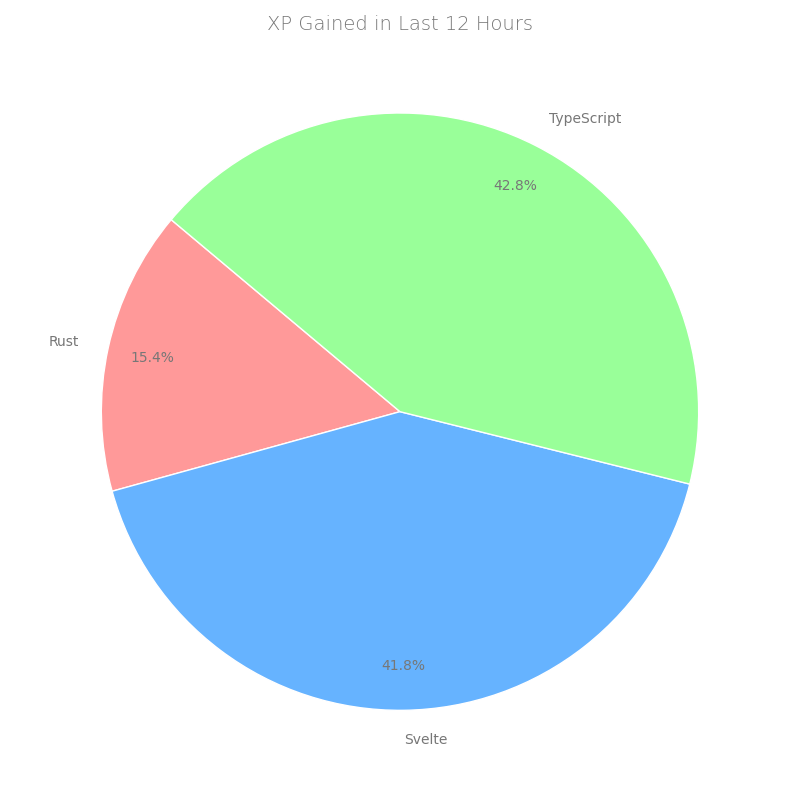 XP Gained in Last 12 Hours
TypeScript
42.8%
Rust
15.4%
41.8%
Svelte